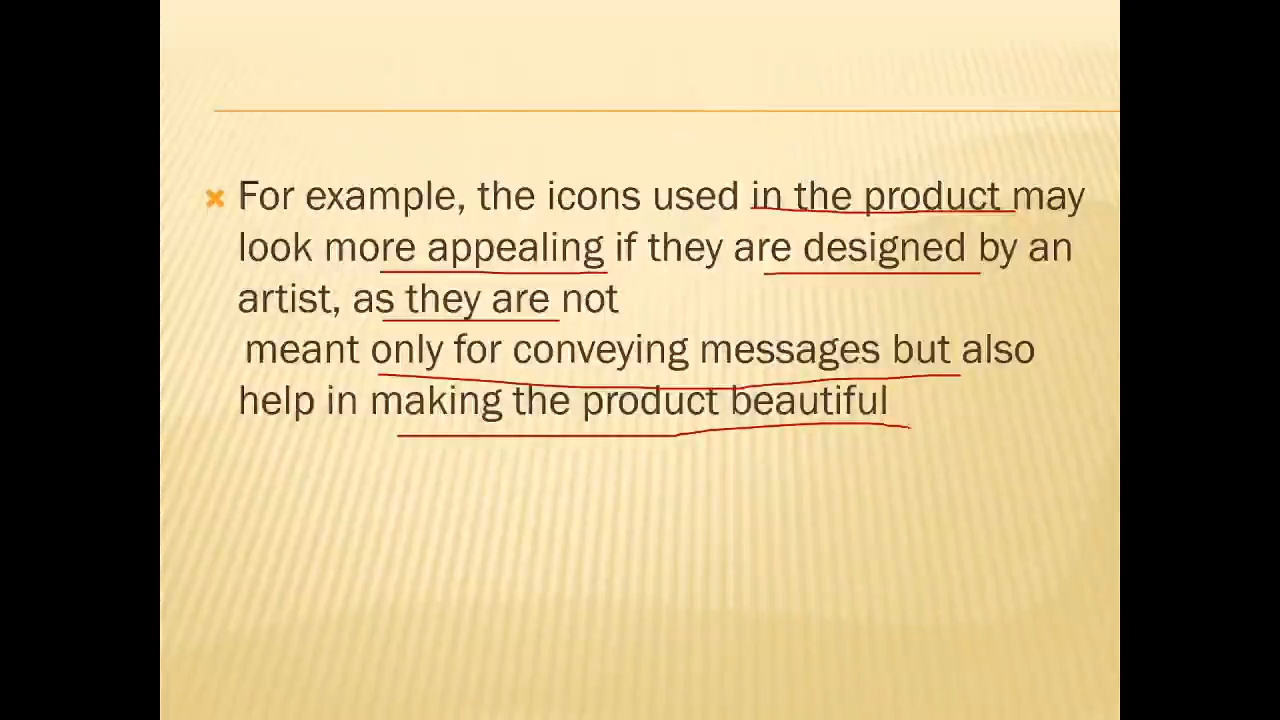 For example, the icons used in the product may
look more appealing if they are designed by an
artist, as they are not
meant only for conveying messages but also
help in making the product beautiful